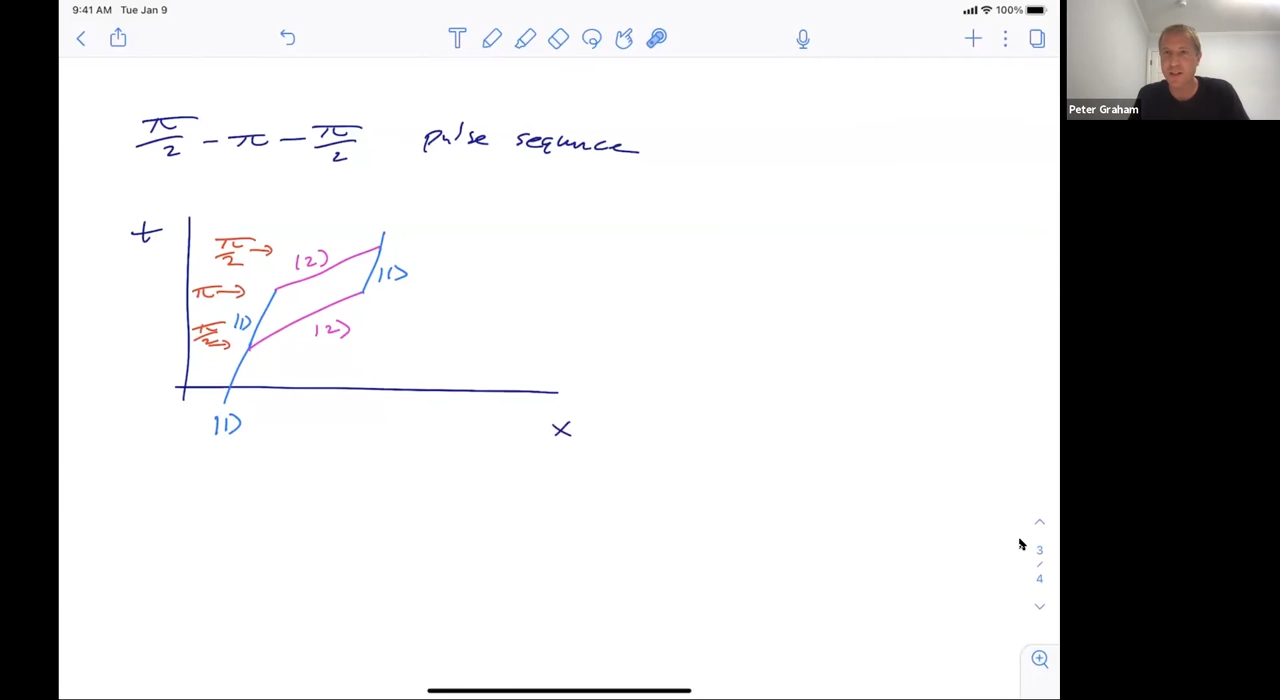 9:41 AM Tue Jan 9
100%
Peter Graham
π/2 - π - π/2 pulse sequnce
t
π/2 →
|2⟩
π →
|1⟩
|1⟩
π/2 →
|2⟩
|1⟩
x
3
/
4